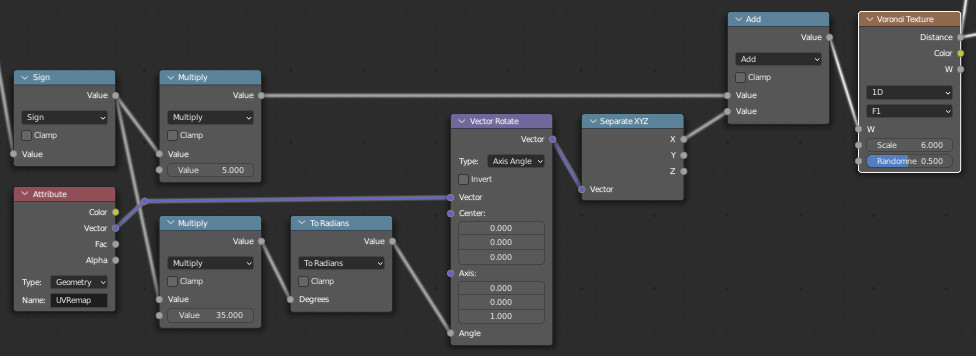 Sign
Value
Sign
Clamp
Value
Attribute
Color
Vector
Fac
Alpha
Type: Geometry
Name: UVRemap
Multiply
Value
Multiply
Clamp
Value
Value 5.000
Multiply
Value
Multiply
Clamp
Value
Value 35.000
To Radians
Value
To Radians
Clamp
Degrees
Vector Rotate
Vector
Type: Axis Angle
Invert
Vector
Center:
0.000
0.000
0.000
Axis:
0.000
0.000
1.000
Angle
Separate XYZ
X
Y
Z
Vector
Add
Value
Add
Clamp
Value
Value
Voronoi Texture
Distance
Color
W
1D
F1
W
Scale 6.000
Randomne 0.500